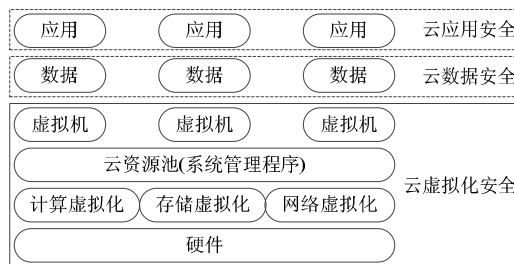 应用 应用 应用 云应用安全
数据 数据 数据 云数据安全
虚拟机 虚拟机 虚拟机
云资源池(系统管理程序)
云虚拟化安全
计算虚拟化 存储虚拟化 网络虚拟化
硬件